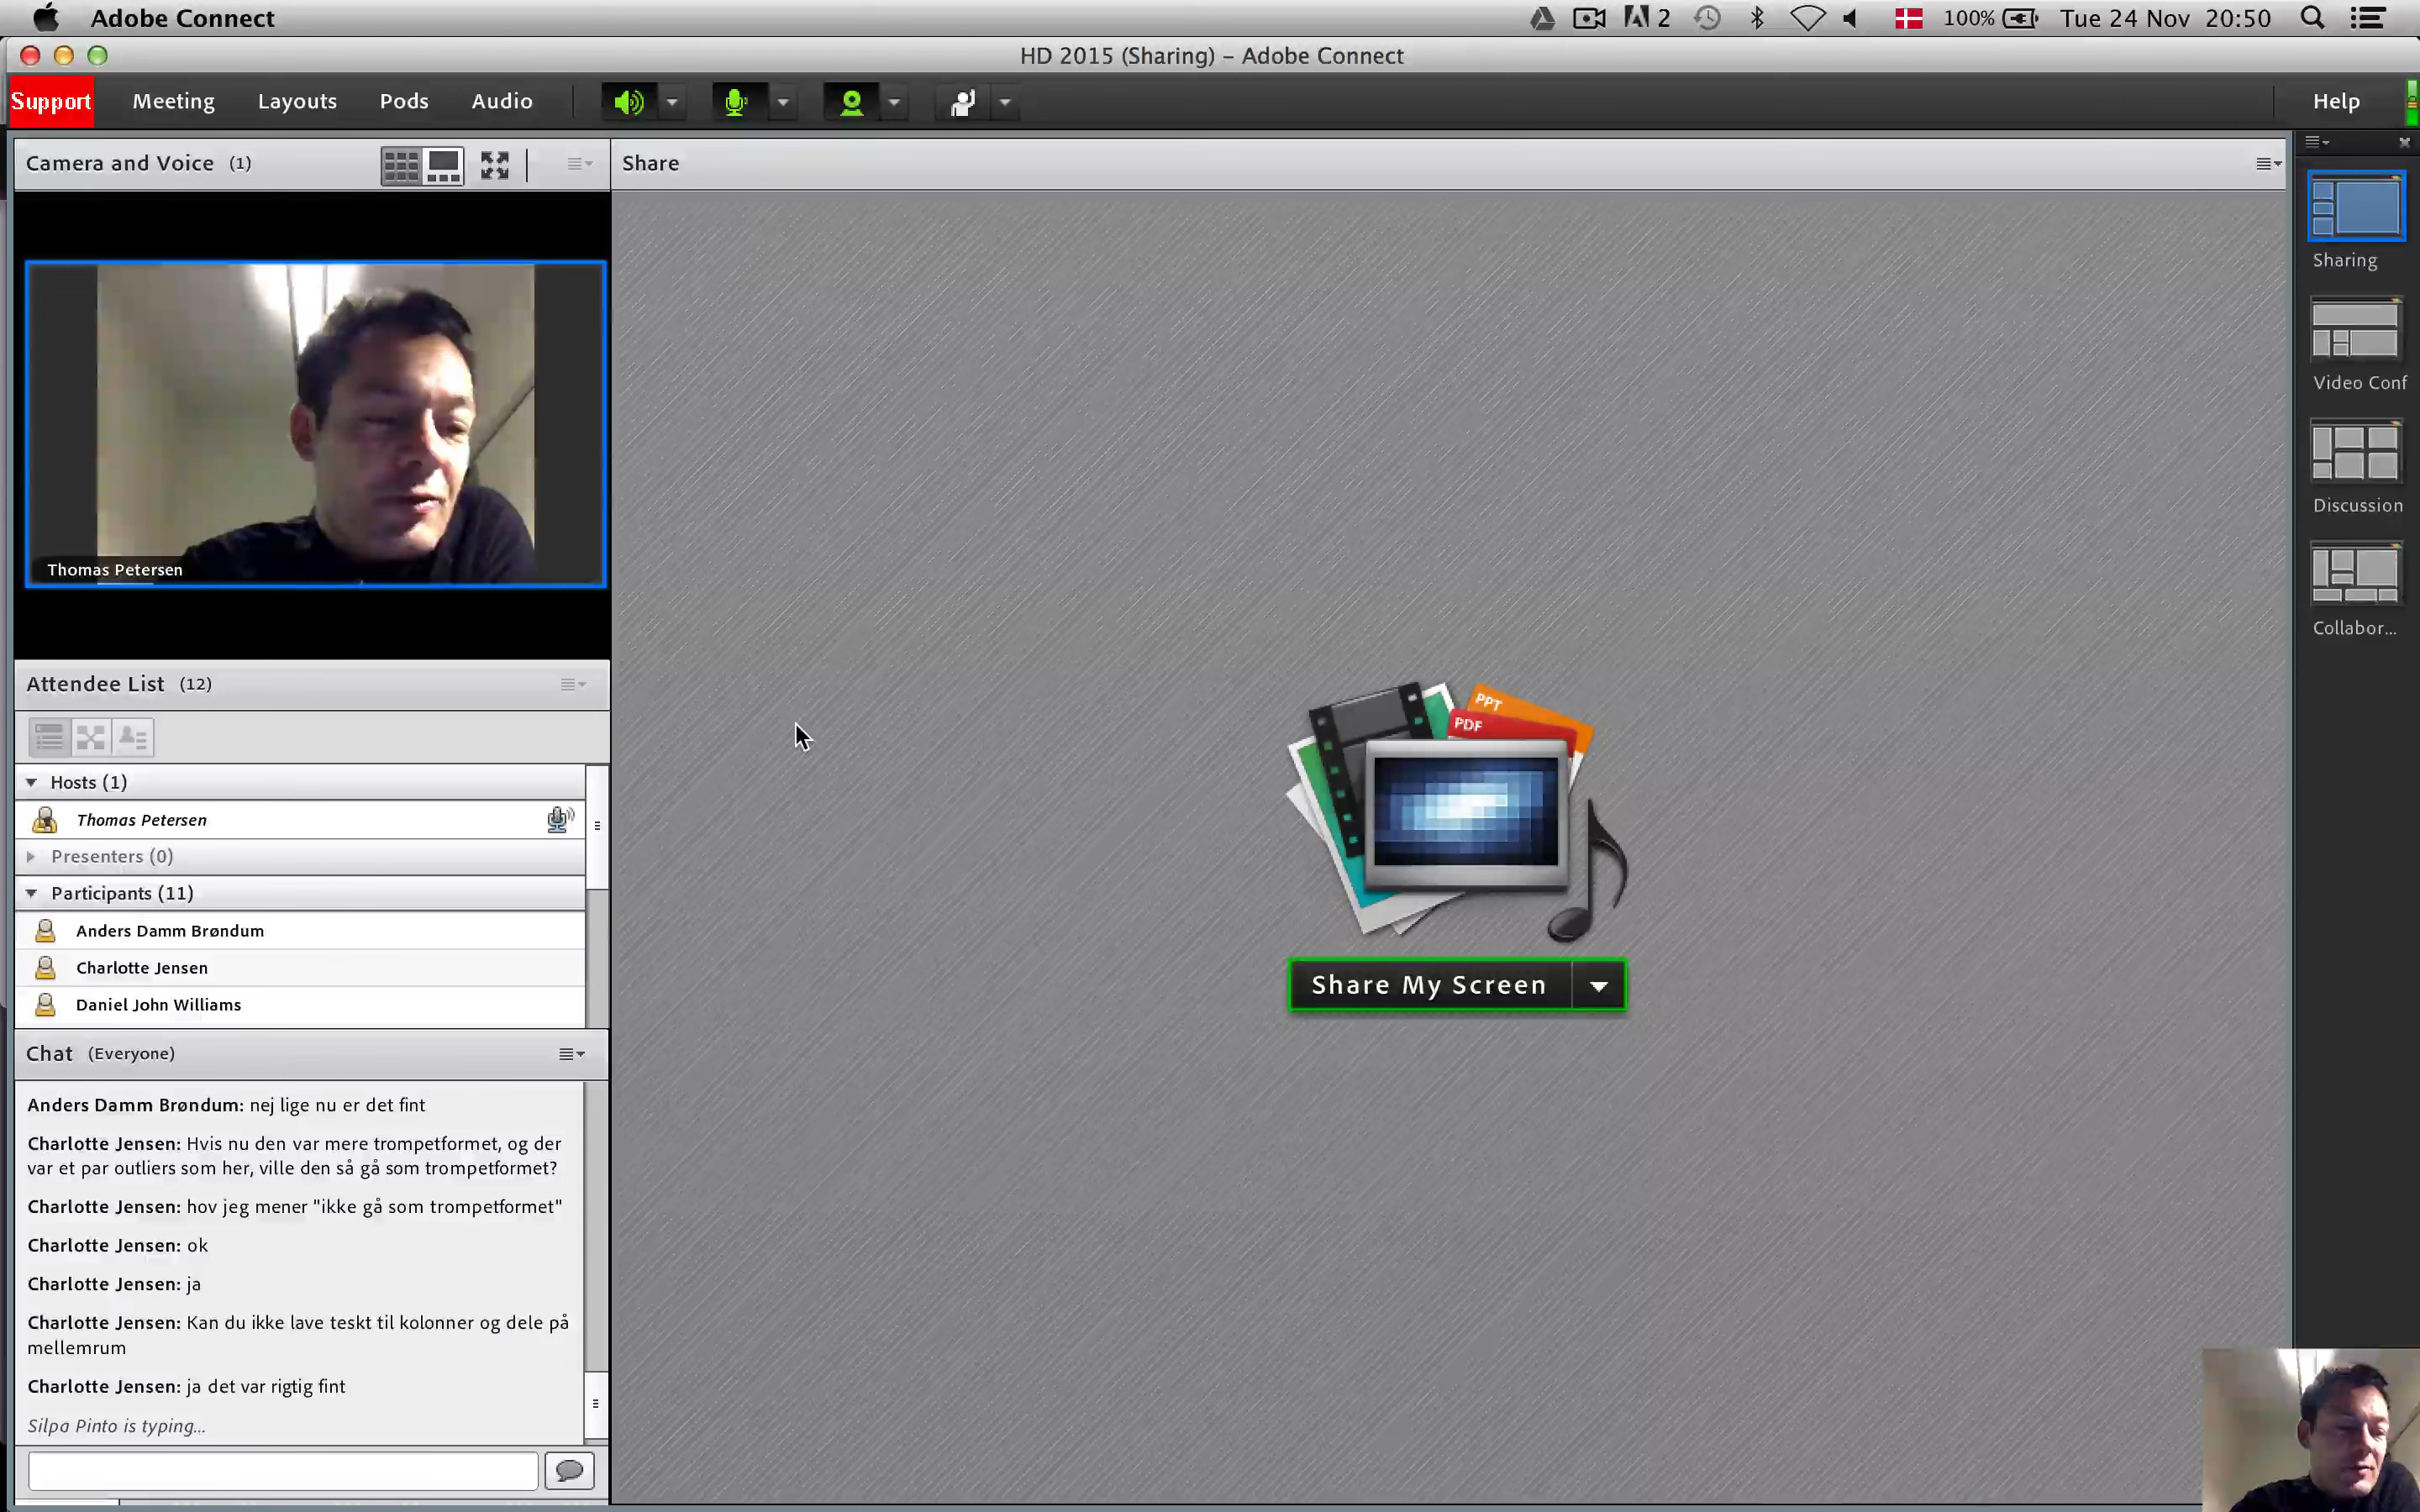 Adobe Connect
2
100%
Tue 24 Nov 20:50
HD 2015 (Sharing) – Adobe Connect
Support
Meeting
Layouts
Pods
Audio
Help
Camera and Voice (1)
Share
Thomas Petersen
Sharing
Video Conf
Discussion
Collabor...
Attendee List (12)
Hosts (1)
Thomas Petersen
Presenters (0)
Participants (11)
Anders Damm Brøndum
Charlotte Jensen
Daniel John Williams
PPT
PDF
Share My Screen
Chat (Everyone)
Anders Damm Brøndum: nej lige nu er det fint
Charlotte Jensen: Hvis nu den var mere trompetformet, og der
var et par outliers som her, ville den så gå som trompetformet?
Charlotte Jensen: hov jeg mener "ikke gå som trompetformet"
Charlotte Jensen: ok
Charlotte Jensen: ja
Charlotte Jensen: Kan du ikke lave teskt til kolonner og dele på
mellemrum
Charlotte Jensen: ja det var rigtig fint
Silpa Pinto is typing...